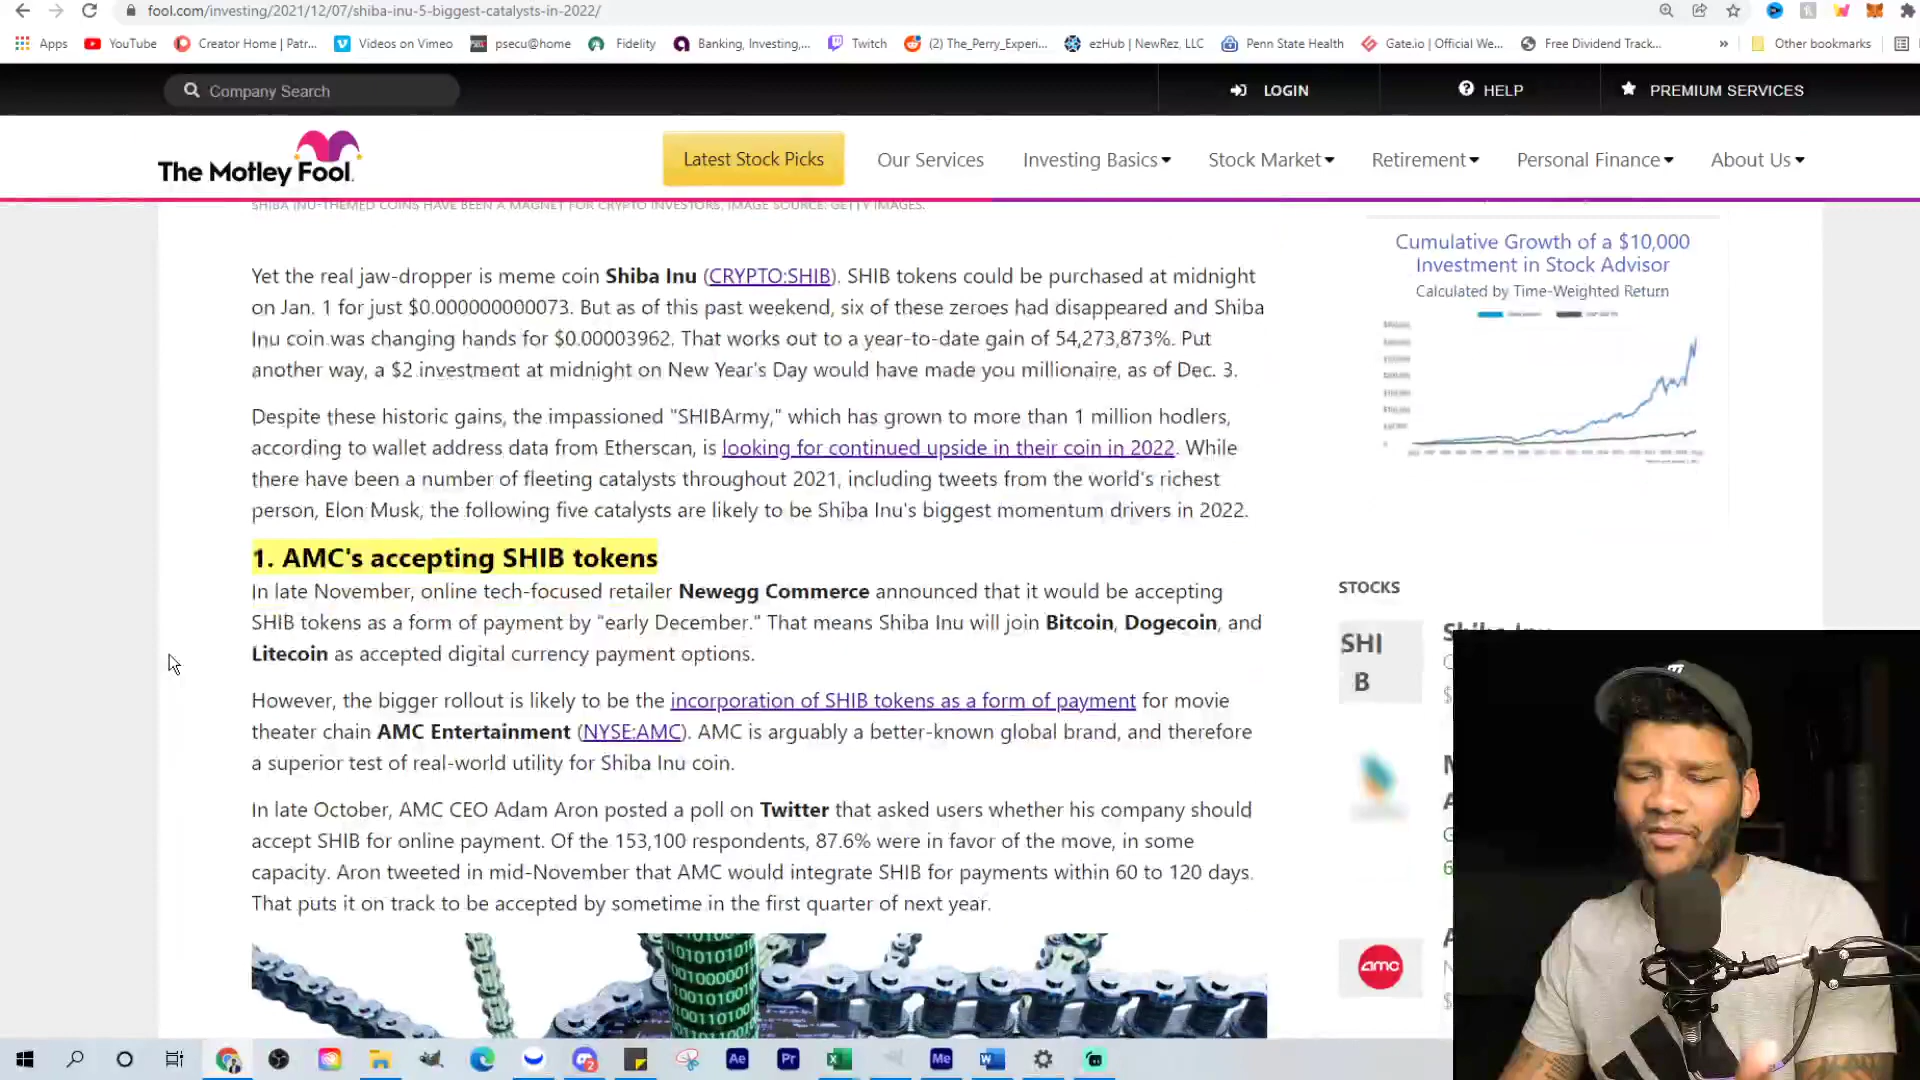 fool.com/investing/2021/12/07/shiba-inu-5-biggest-catalysts-in-2022/
Apps YouTube Creator Home | Patr... Videos on Vimeo psecu@home Fidelity Banking, Investing,... Twitch (2) The_Perry_Experi... ezHub | NewRez, LLC Penn State Health Gate.io | Official We... Free Dividend Track... » Other bookmarks
Company Search LOGIN HELP PREMIUM SERVICES
The Motley Fool. Latest Stock Picks Our Services Investing Basics Stock Market Retirement Personal Finance About Us
SHIBA INU-THEMED COINS HAVE BEEN A MAGNET FOR CRYPTO INVESTORS. IMAGE SOURCE: GETTY IMAGES.
Yet the real jaw-dropper is meme coin Shiba Inu (CRYPTO:SHIB). SHIB tokens could be purchased at midnight
on Jan. 1 for just $0.000000000073. But as of this past weekend, six of these zeroes had disappeared and Shiba
Inu coin was changing hands for $0.00003962. That works out to a year-to-date gain of 54,273,873%. Put
another way, a $2 investment at midnight on New Year's Day would have made you millionaire, as of Dec. 3.
Despite these historic gains, the impassioned "SHIBArmy," which has grown to more than 1 million hodlers,
according to wallet address data from Etherscan, is looking for continued upside in their coin in 2022. While
there have been a number of fleeting catalysts throughout 2021, including tweets from the world's richest
person, Elon Musk, the following five catalysts are likely to be Shiba Inu's biggest momentum drivers in 2022.
1. AMC's accepting SHIB tokens
In late November, online tech-focused retailer Newegg Commerce announced that it would be accepting
SHIB tokens as a form of payment by "early December." That means Shiba Inu will join Bitcoin, Dogecoin, and
Litecoin as accepted digital currency payment options.
However, the bigger rollout is likely to be the incorporation of SHIB tokens as a form of payment for movie
theater chain AMC Entertainment (NYSE:AMC). AMC is arguably a better-known global brand, and therefore
a superior test of real-world utility for Shiba Inu coin.
In late October, AMC CEO Adam Aron posted a poll on Twitter that asked users whether his company should
accept SHIB for online payment. Of the 153,100 respondents, 87.6% were in favor of the move, in some
capacity. Aron tweeted in mid-November that AMC would integrate SHIB for payments within 60 to 120 days.
That puts it on track to be accepted by sometime in the first quarter of next year.
Cumulative Growth of a $10,000
Investment in Stock Advisor
Calculated by Time-Weighted Return
STOCKS
SHI
B
amc